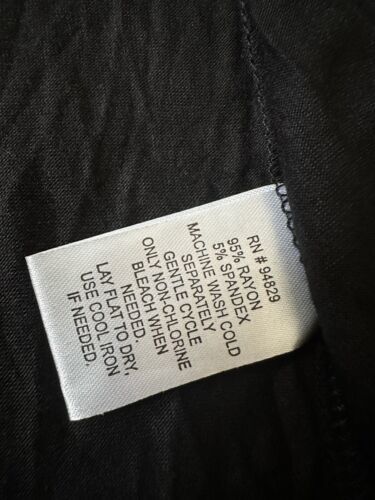 RN # 94829
95% RAYON
5% SPANDEX
MACHINE WASH COLD
SEPARATELY
GENTLE CYCLE
ONLY NON-CHLORINE
BLEACH WHEN
NEEDED
LAY FLAT TO DRY,
USE COOL IRON
IF NEEDED.